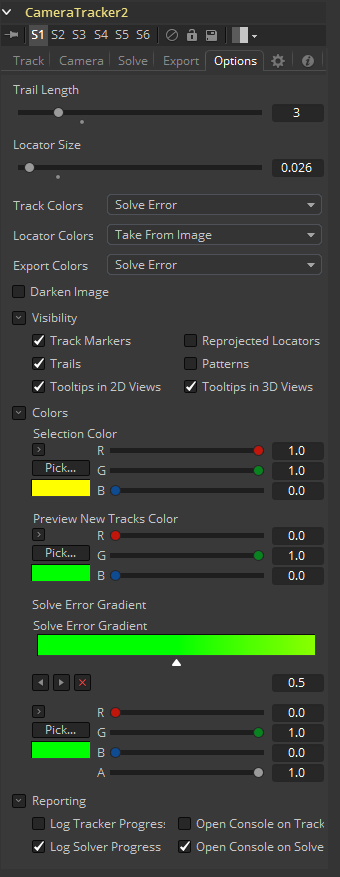 CameraTracker2
S1 S2 S3 S4 S5 S6
Track Camera Solve Export Options
Trail Length
3
Locator Size
0.026
Track Colors Solve Error
Locator Colors Take From Image
Export Colors Solve Error
Darken Image
Visibility
Track Markers Reprojected Locators
Trails Patterns
Tooltips in 2D Views Tooltips in 3D Views
Colors
Selection Color
R 1.0
Pick... G 1.0
B 0.0
Preview New Tracks Color
R 0.0
Pick... G 1.0
B 0.0
Solve Error Gradient
Solve Error Gradient
0.5
R 0.0
Pick... G 1.0
B 0.0
A 1.0
Reporting
Log Tracker Progres Open Console on Track
Log Solver Progress Open Console on Solve